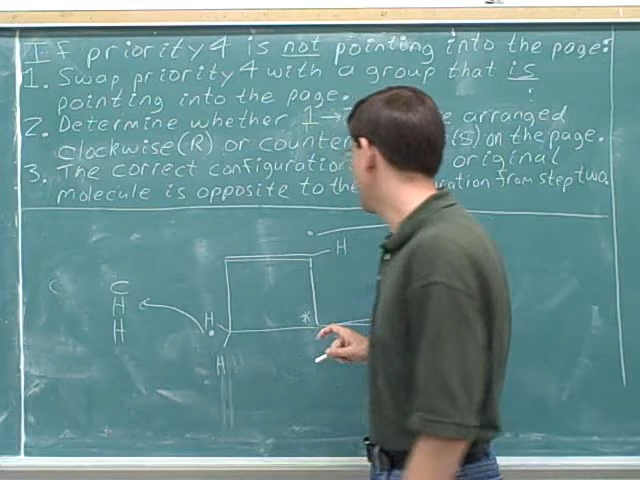 If priority 4 is not pointing into the page:
1. Swap priority 4 with a group that is
pointing into the page.
2. Determine whether 1→ arranged
clockwise (R) or counter (S) on the page.
3. The correct configuration original
molecule is opposite to the from step two.
H
C C
H
H
H
*
H